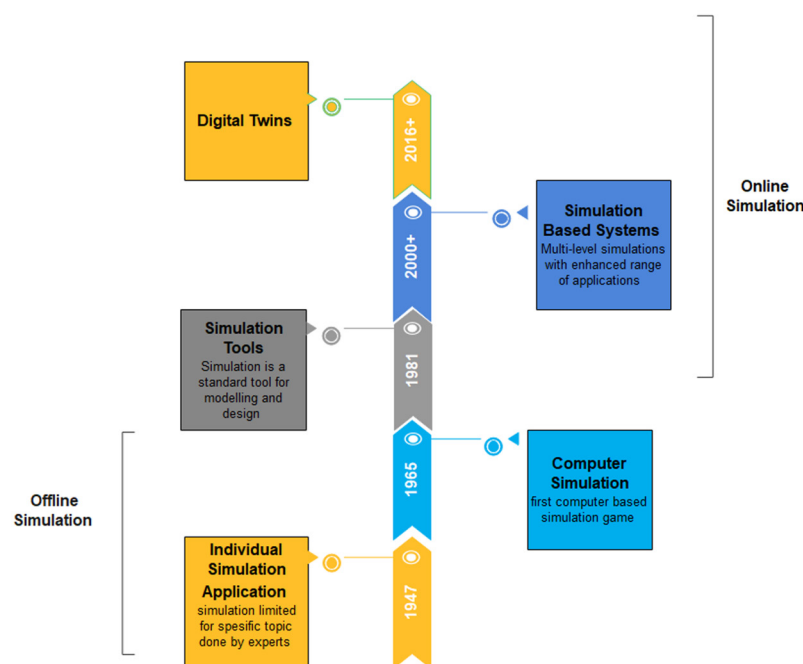 Digital Twins
2016+
Online
Simulation
2000+
Simulation
Based Systems
Multi-level simulations
with enhanced range
of applications
Simulation
Tools
Simulation is a
standard tool for
modelling and
design
1981
Offline
Simulation
1965
Computer
Simulation
first computer based
simulation game
Individual
Simulation
Application
simulation limited
for spesific topic
done by experts
1947